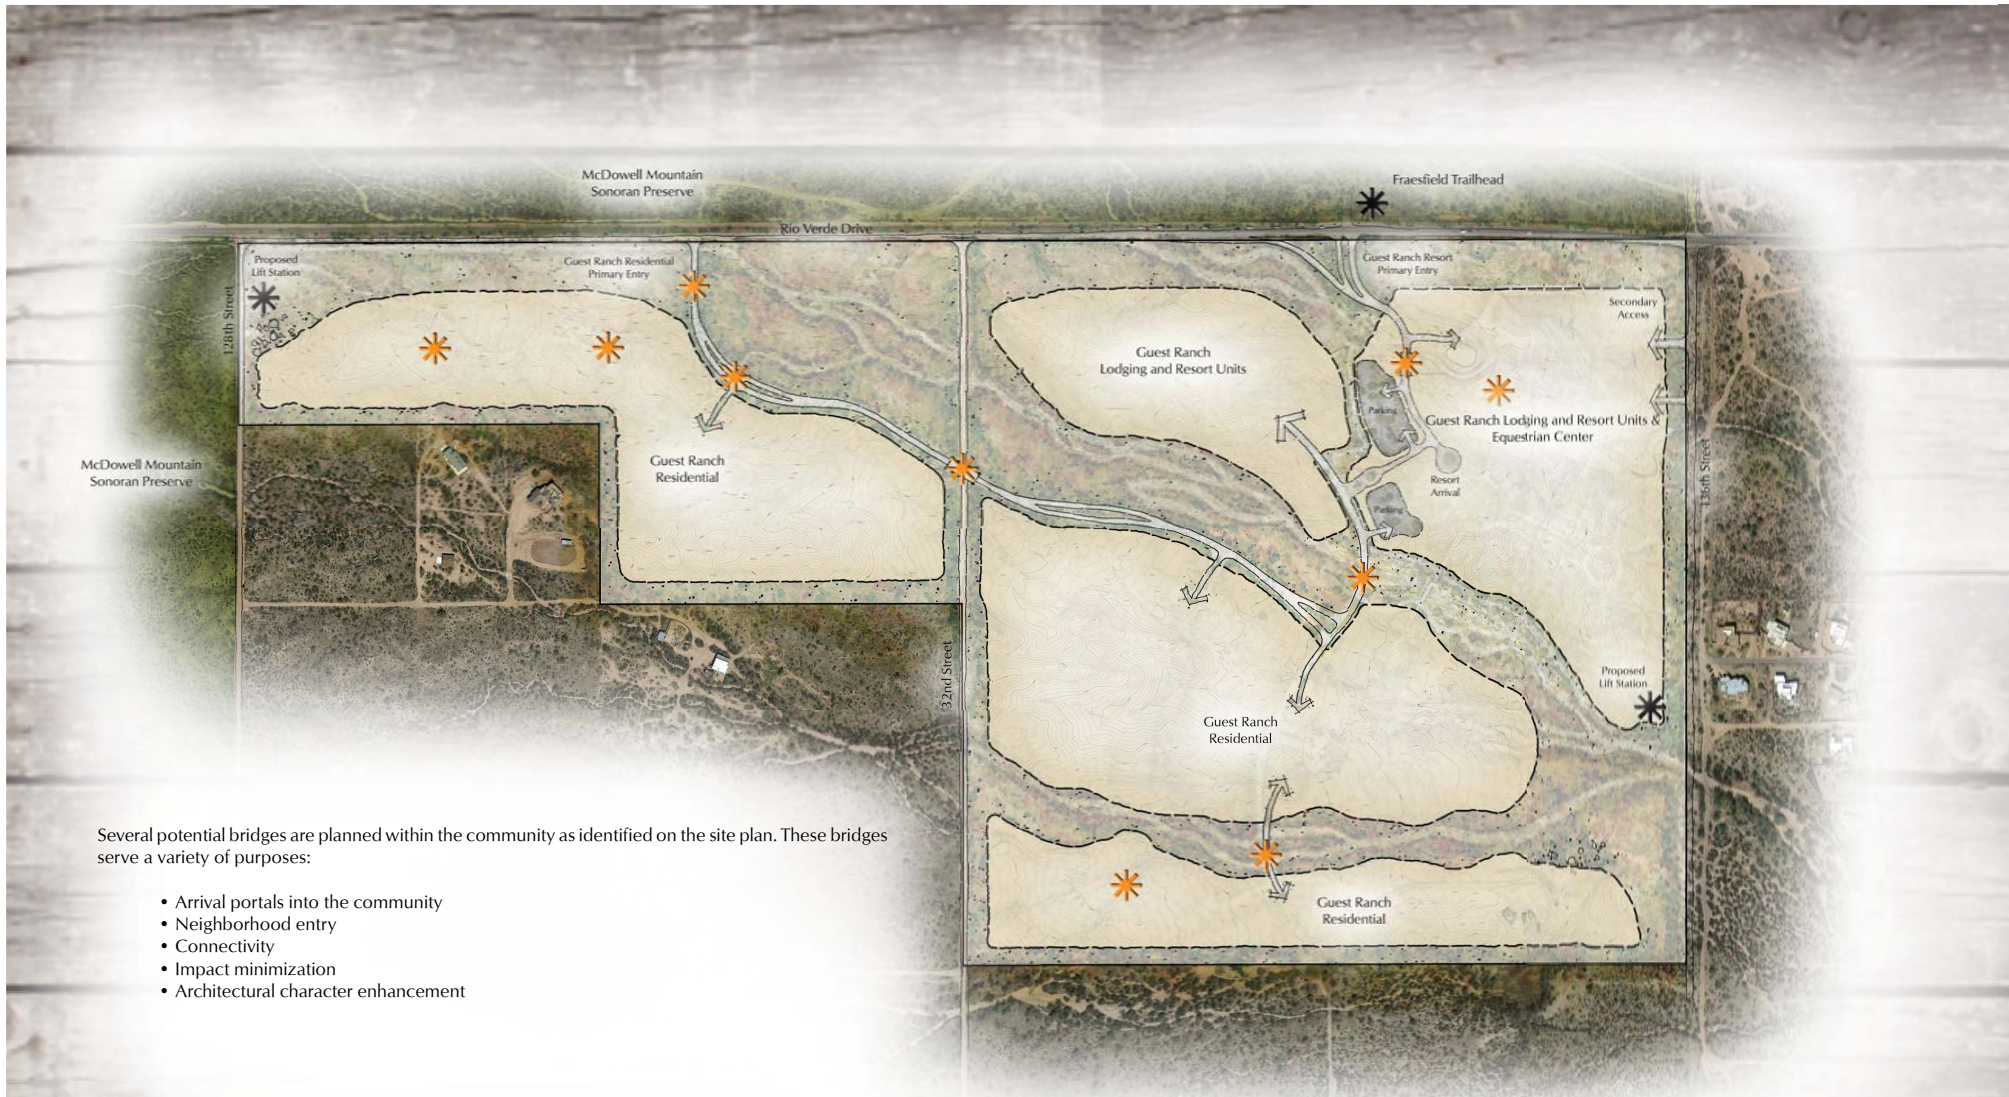 McDowell Mountain
Sonoran Preserve
Fraesfield Trailhead
Rio Verde Drive
Proposed
Lift Station
Guest Ranch Residential
Primary Entry
Guest Ranch Resort
Primary Entry
Secondary
Access
128th Street
Guest Ranch
Lodging and Resort Units
Parking
Guest Ranch Lodging and Resort Units &
Equestrian Center
McDowell Mountain
Sonoran Preserve
Guest Ranch
Residential
Resort
Arrival
136th Street
Parking
32nd Street
Proposed
Lift Station
Guest Ranch
Residential
Several potential bridges are planned within the community as identified on the site plan. These bridges
serve a variety of purposes:
• Arrival portals into the community
• Neighborhood entry
• Connectivity
• Impact minimization
• Architectural character enhancement
Guest Ranch
Residential